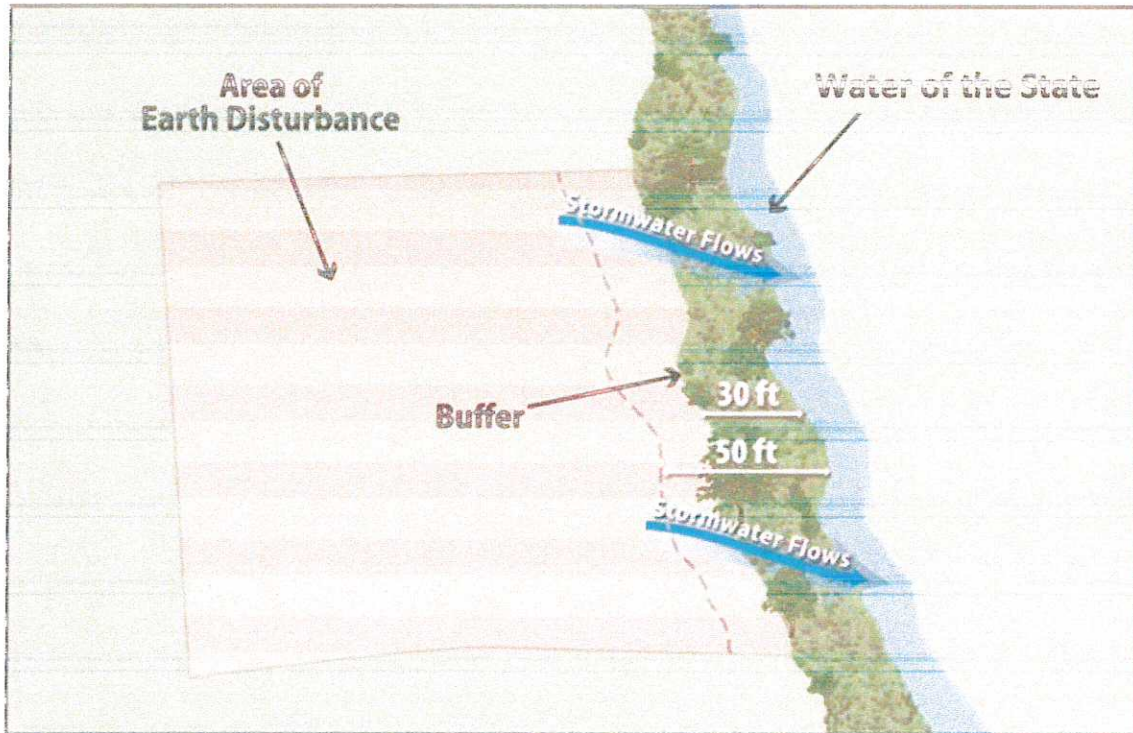 Area of
Earth Disturbance
Water of the State
Stormwater Flows
Buffer
30 ft
50 ft
Stormwater Flows